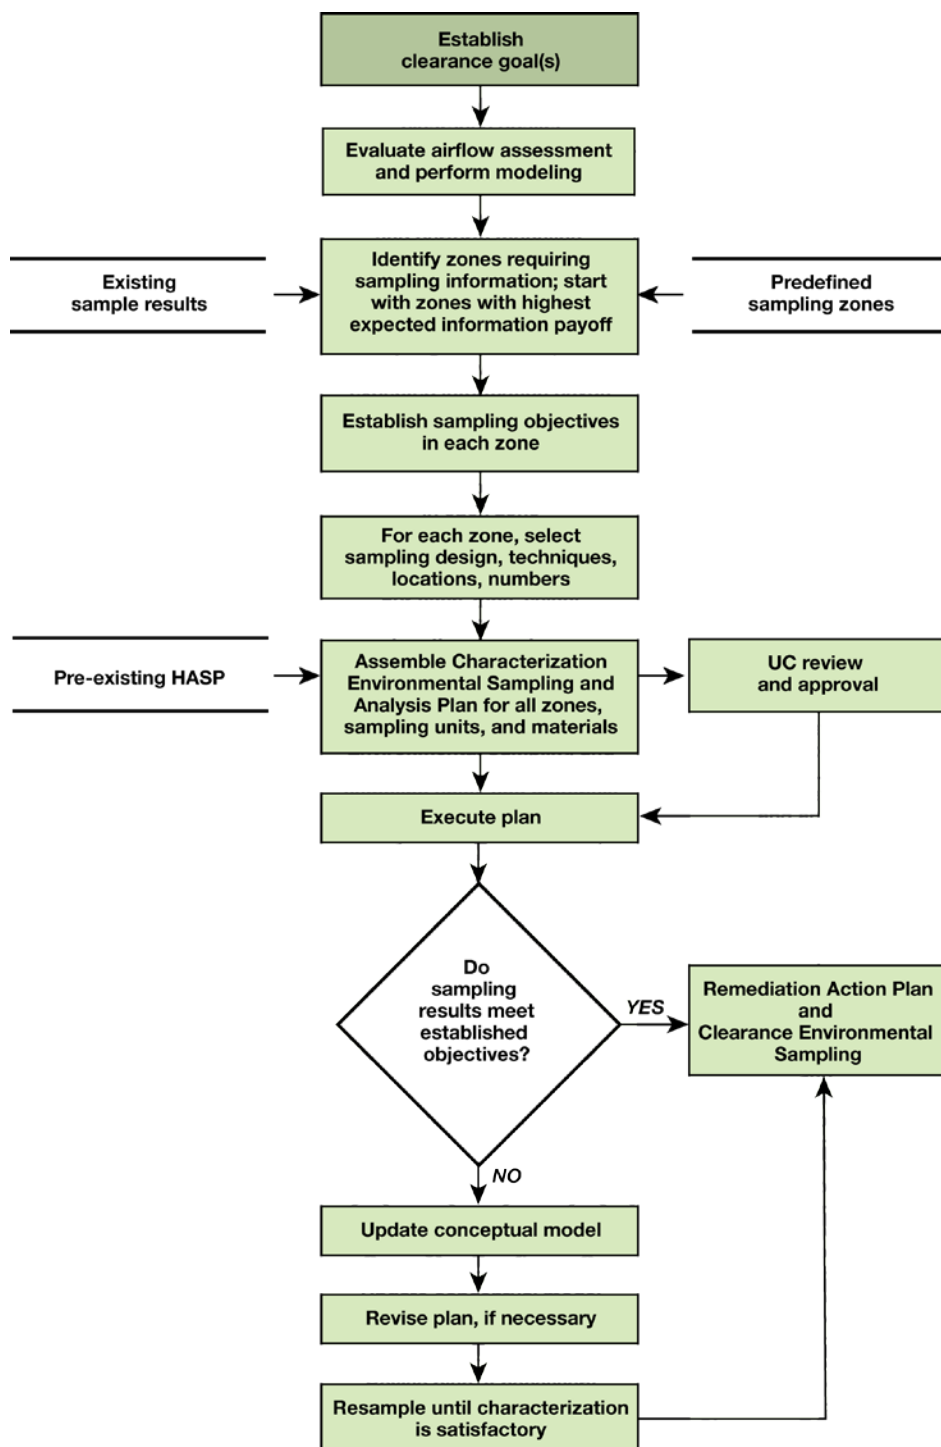 Establish
clearance goal(s)
Evaluate airflow assessment
and perform modeling
Existing
sample results
Identify zones requiring
sampling information; start
with zones with highest
expected information payoff
Predefined
sampling zones
Establish sampling objectives
in each zone
For each zone, select
sampling design, techniques,
locations, numbers
Pre-existing HASP
Assemble Characterization
Environmental Sampling and
Analysis Plan for all zones,
sampling units, and materials
UC review
and approval
Execute plan
Do
sampling
results meet
established
objectives?
YES
Remediation Action Plan
and
Clearance Environmental
Sampling
NO
Update conceptual model
Revise plan, if necessary
Resample until characterization
is satisfactory